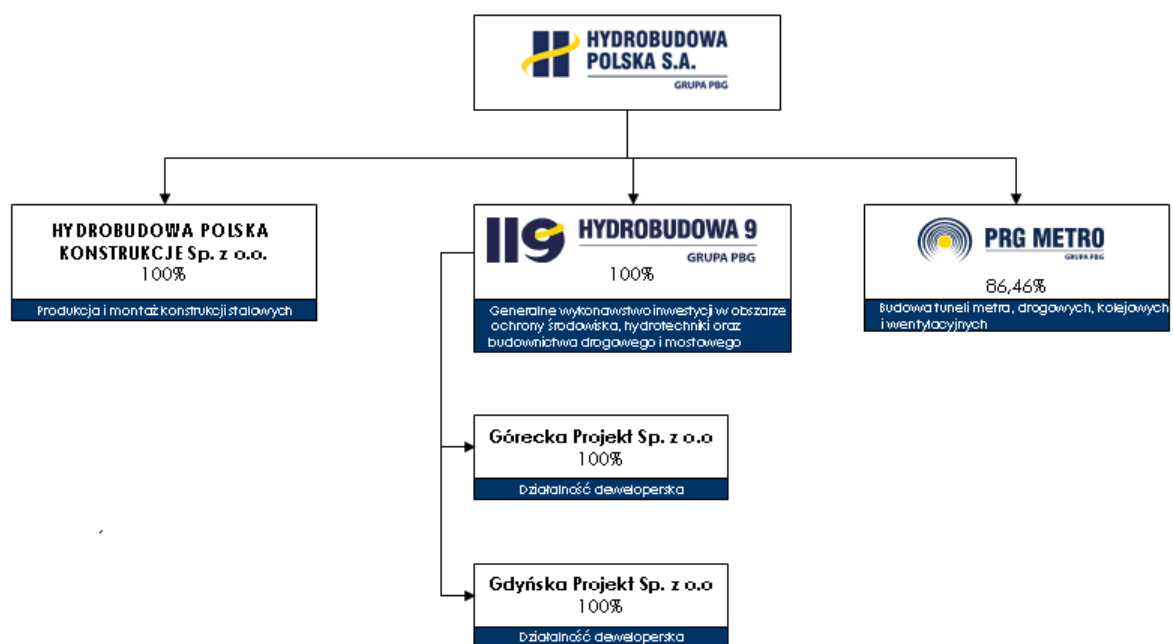 HYDROBUDOWA
POLSKA S.A.
GRUPA PBG
HYDROBUDOWA POLSKA
KONSTRUKCJE Sp. z o.o.
100%
Produkcja i montaż konstrukcji stalowych
H9 HYDROBUDOWA 9
GRUPA PBG
100%
Generalne wykonawstwo inwestycji w obszarze
ochrony środowiska, hydrotechniki oraz
budownictwa drogowego i mostowego
PRG METRO
GRUPA PBG
86,46%
Budowa tuneli metra, drogowych, kolejowych
i wentylacyjnych
Górecka Projekt Sp. z o.o
100%
Działalność deweloperska
Gdyńska Projekt Sp. z o.o
100%
Działalność deweloperska